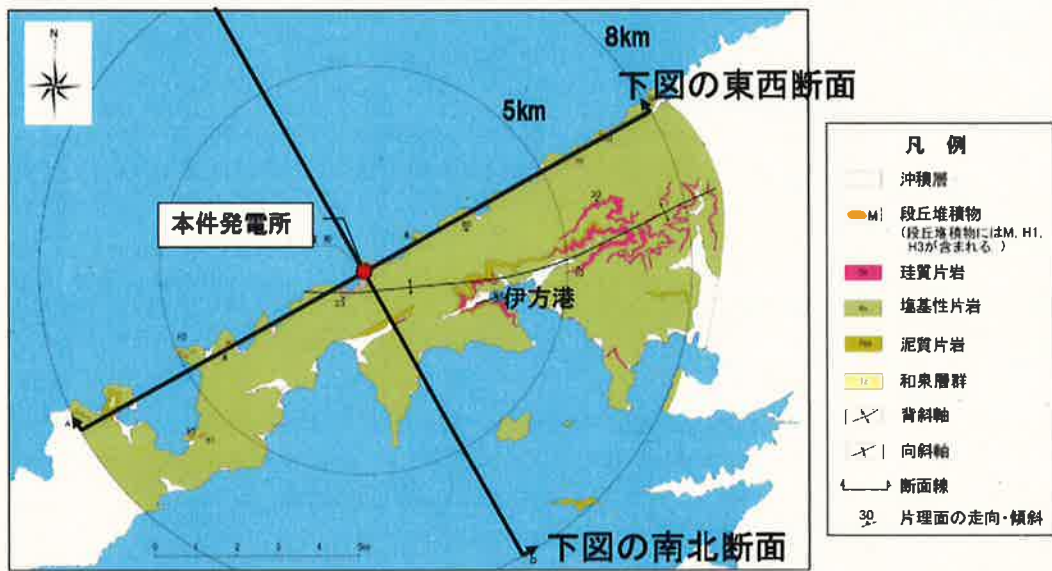 N
8km
下図の東西断面
5km
本件発電所
伊方港
下図の南北断面
A
0 1 2 3 4 5km
凡 例
沖積層
M 段丘堆積物
(段丘堆積物にはM, H1,
H3が含まれる。)
珪質片岩
塩基性片岩
泥質片岩
和泉層群
背斜軸
向斜軸
断面線
30 片理面の走向・傾斜